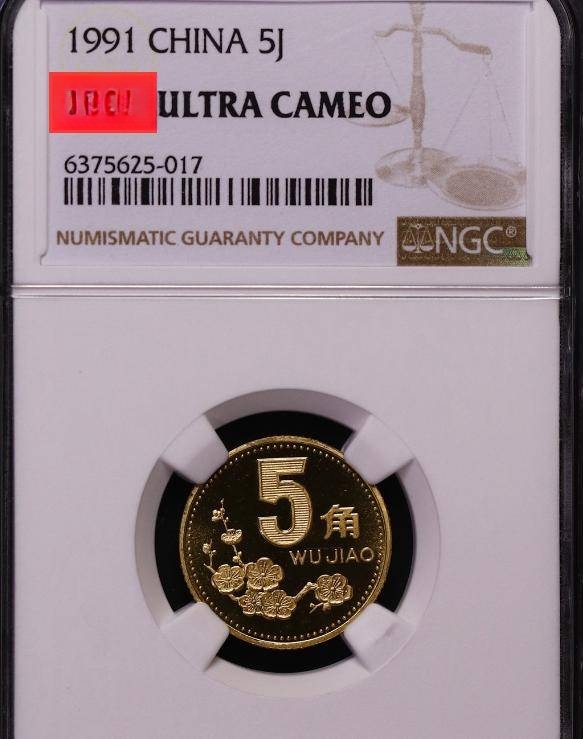 1991 CHINA 5J
ULTRA CAMEO
6375625-017
NUMISMATIC GUARANTY COMPANY
NGC®
5角
WU JIAO